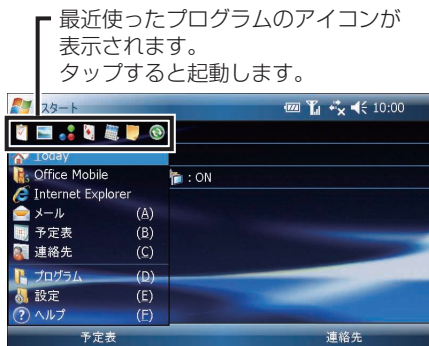 最近使ったプログラムのアイコンが
表示されます。
タップすると起動します。
スタート 10:00
Today
Office Mobile
: ON
Internet Explorer
メール (A)
予定表 (B)
連絡先 (C)
プログラム (D)
設定 (E)
ヘルプ (F)
予定表 連絡先